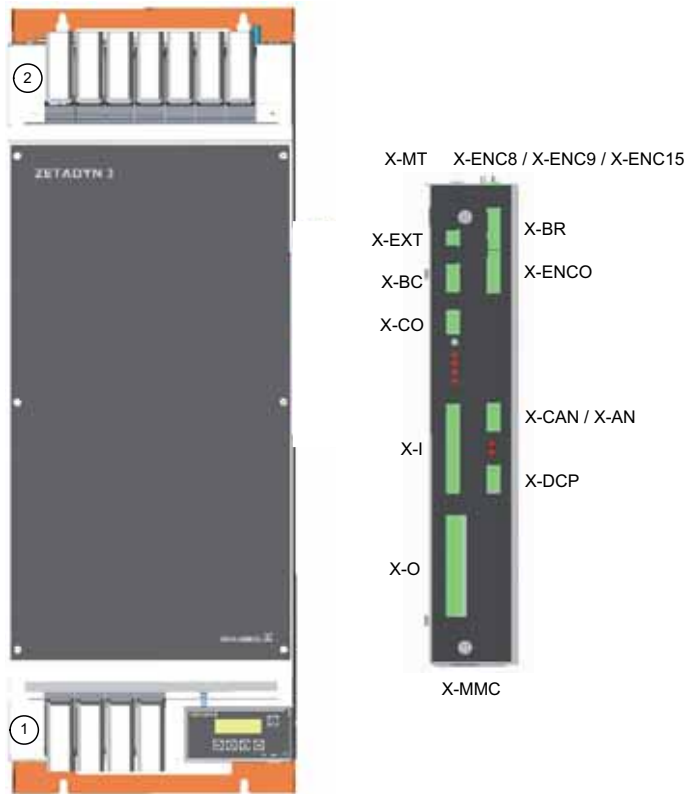 2
ZETADYN 3
X-MT
X-ENC8 / X-ENC9 / X-ENC15
X-EXT
X-BR
X-BC
X-ENCO
X-CO
X-CAN / X-AN
X-I
X-DCP
X-O
X-MMC
1